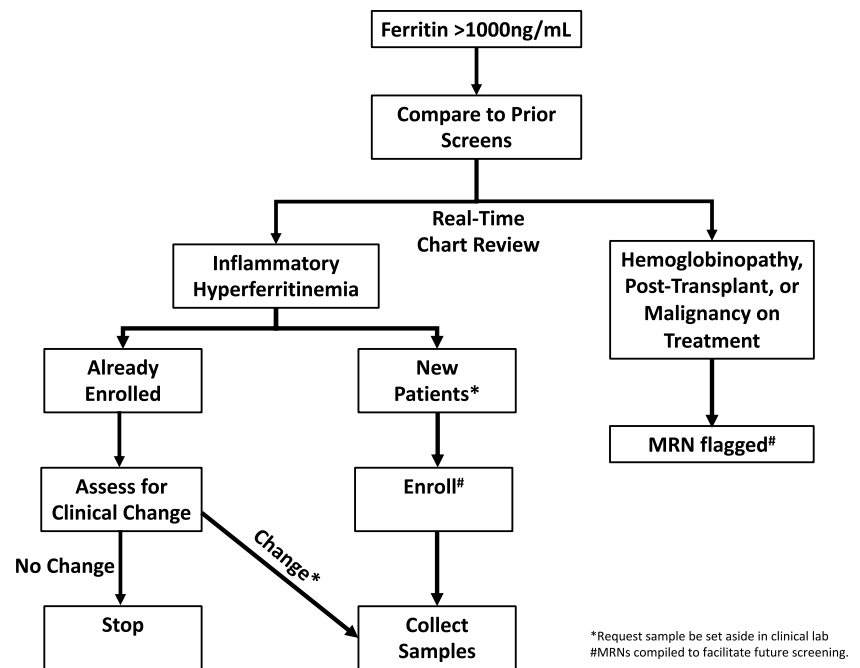 Ferritin >1000ng/mL
Compare to Prior
Screens
Real-Time
Chart Review
Inflammatory
Hyperferritinemia
Hemoglobinopathy,
Post-Transplant, or
Malignancy on
Treatment
Already
Enrolled
New
Patients*
MRN flagged#
Assess for
Clinical Change
Enroll#
No Change
Change*
Stop
Collect
Samples
*Request sample be set aside in clinical lab
#MRNs compiled to facilitate future screening.